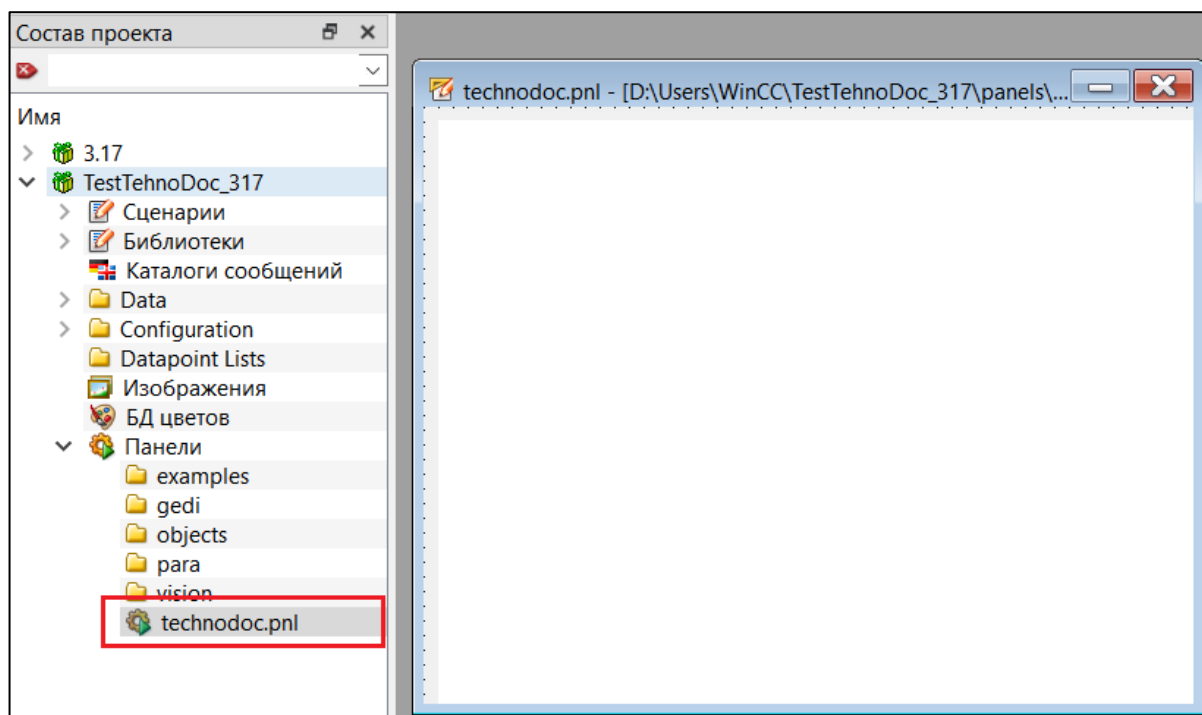 Состав проекта
technodoc.pnl - [D:\Users\WinCC\TestTehnoDoc_317\panels\...
Имя
3.17
TestTehnoDoc_317
Сценарии
Библиотеки
Каталоги сообщений
Data
Configuration
Datapoint Lists
Изображения
БД цветов
Панели
examples
gedi
objects
para
vision
technodoc.pnl